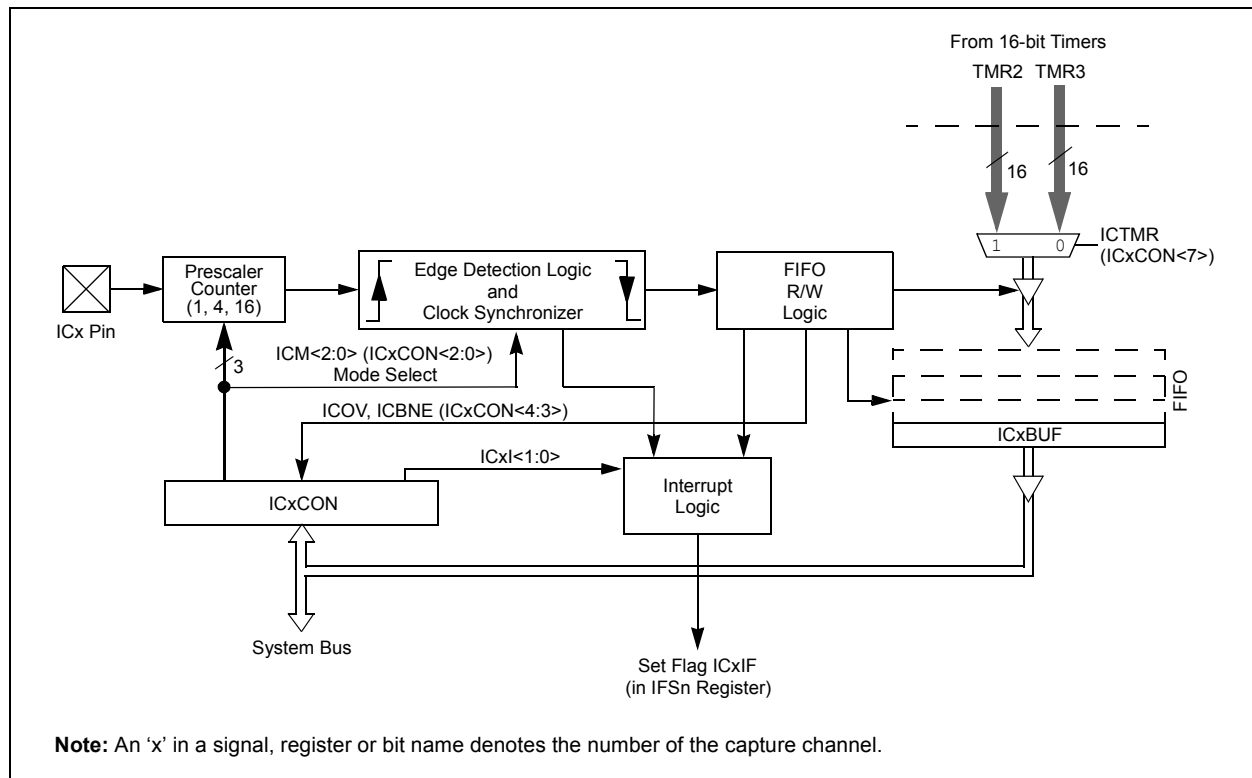 From 16-bit Timers
TMR2 TMR3
16 16
1 0
ICTMR
(ICxCON<7>)
Prescaler
Counter
(1, 4, 16)
Edge Detection Logic
and
Clock Synchronizer
FIFO
R/W
Logic
ICx Pin
3
ICM<2:0> (ICxCON<2:0>)
Mode Select
FIFO
ICOV, ICBNE (ICxCON<4:3>)
ICxBUF
ICxI<1:0>
ICxCON
Interrupt
Logic
System Bus
Set Flag ICxIF
(in IFSn Register)
Note: An ‘x’ in a signal, register or bit name denotes the number of the capture channel.